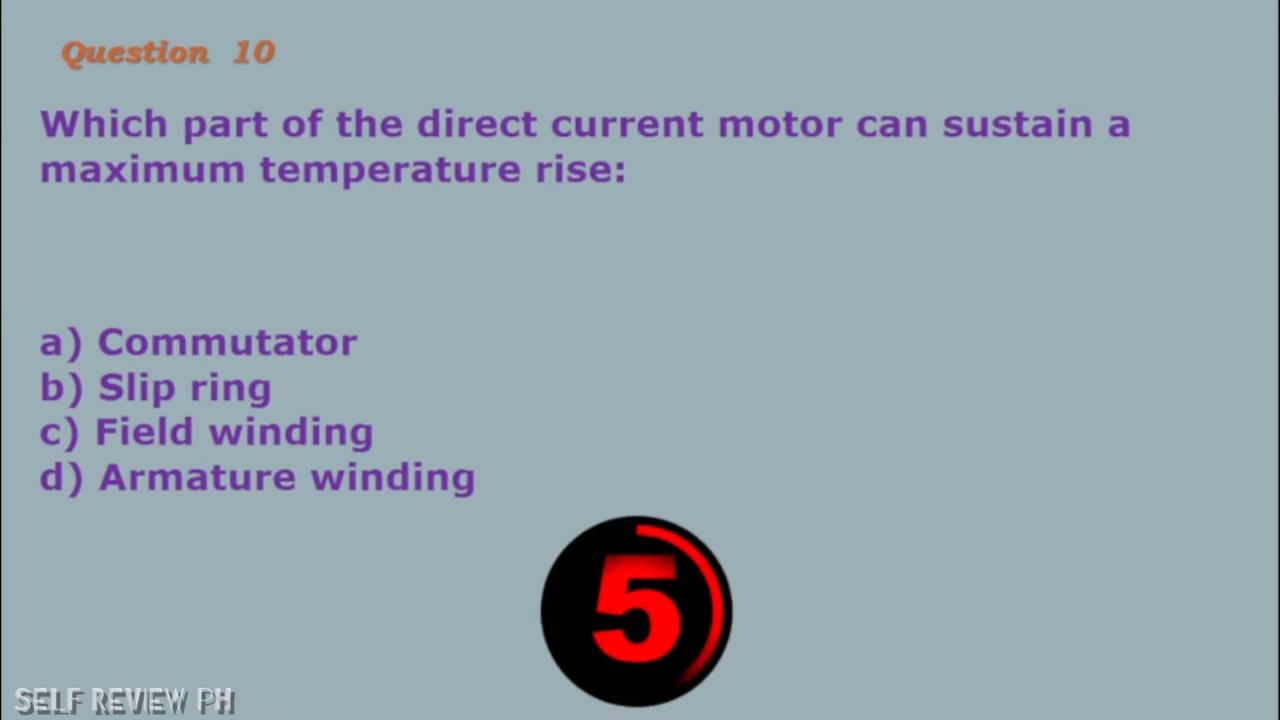 Question 10
Which part of the direct current motor can sustain a
maximum temperature rise:
a) Commutator
b) Slip ring
c) Field winding
d) Armature winding
5
SELF REVIEW PH